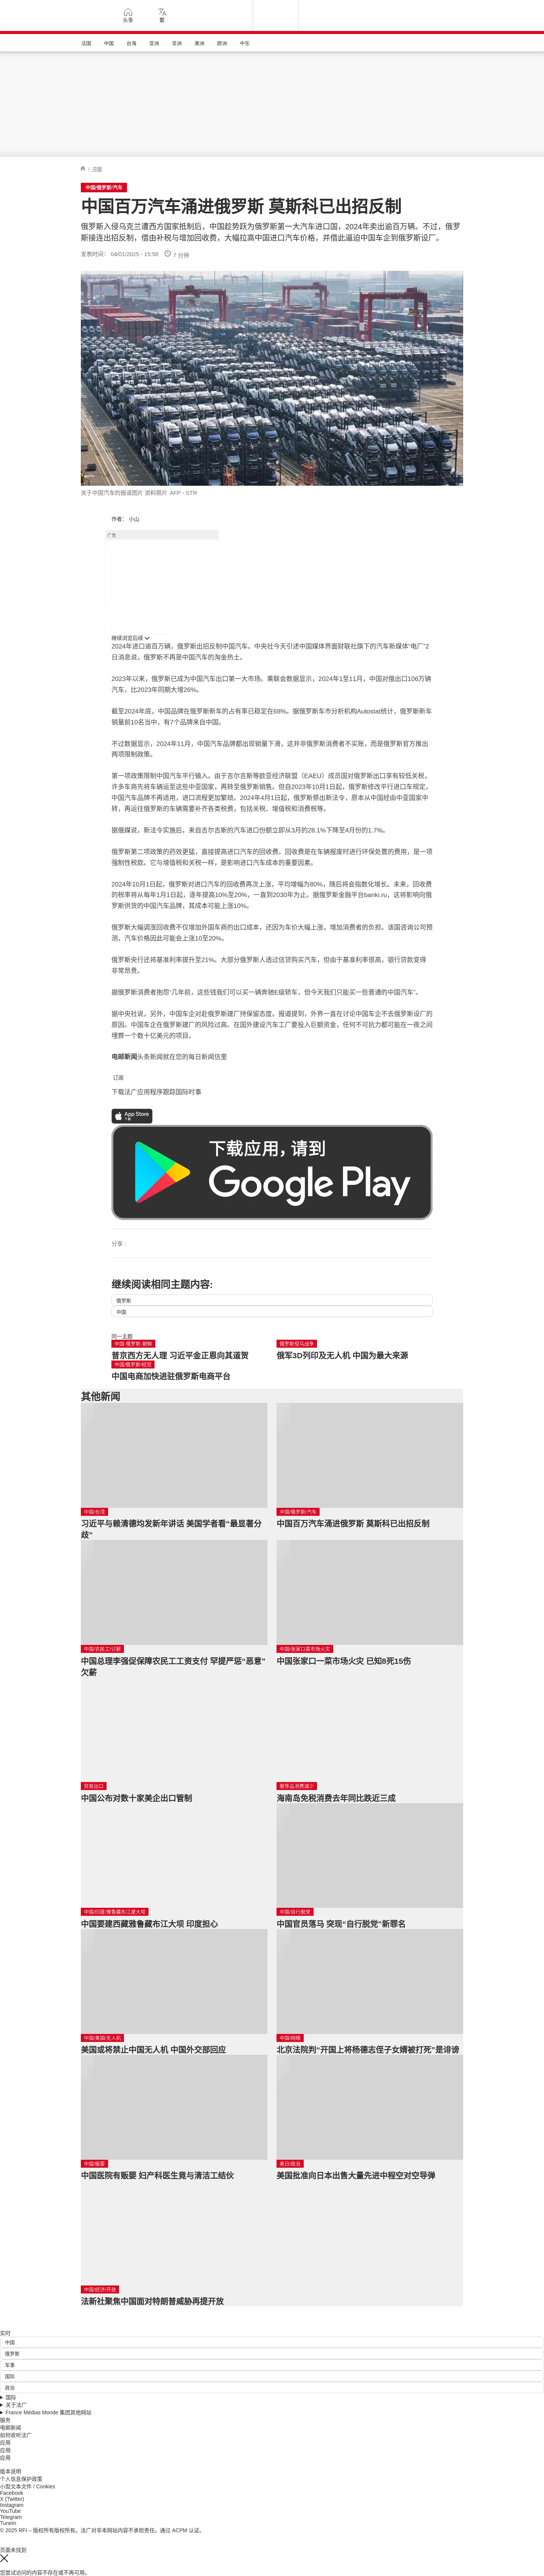 头条
繁
法国
中国
台海
亚洲
非洲
美洲
欧洲
中东
/ 中国
中国/俄罗斯/汽车
中国百万汽车涌进俄罗斯 莫斯科已出招反制
俄罗斯入侵乌克兰遭西方国家抵制后，中国趁势跃为俄罗斯第一大汽车进口国，2024年卖出逾百万辆。不过，俄罗
斯接连出招反制，借由补税与增加回收费，大幅拉高中国进口汽车价格，并借此逼迫中国车企到俄罗斯设厂。
发表时间： 04/01/2025 - 15:58
7 分钟
关于中国汽车的报道图片 资料照片 AFP - STR
作者： 小山
广告
继续浏览后续
2024年进口逾百万辆，俄罗斯出招反制中国汽车。中央社今天引述中国媒体界面财联社旗下的汽车新媒体“电厂”2
日消息说，俄罗斯不再是中国汽车的淘金热土。
2023年以来，俄罗斯已成为中国汽车出口第一大市场。乘联会数据显示，2024年1至11月，中国对俄出口106万辆
汽车，比2023年同期大增26%。
截至2024年底，中国品牌在俄罗斯新车的占有率已稳定在68%。据俄罗斯车市分析机构Autostat统计，俄罗斯新车
销量前10名当中，有7个品牌来自中国。
不过数据显示，2024年11月，中国汽车品牌都出现销量下滑，这并非俄罗斯消费者不买账，而是俄罗斯官方推出
两项限制政策。
第一项政策限制中国汽车平行输入。由于吉尔吉斯等欧亚经济联盟（EAEU）成员国对俄罗斯出口享有较低关税，
许多车商先将车辆运至这些中亚国家，再转至俄罗斯销售。但自2023年10月1日起，俄罗斯修改平行进口车规定，
中国汽车品牌不再适用，进口流程更加繁琐。2024年4月1日起，俄罗斯祭出新法令，原本从中国经由中亚国家中
转，再运往俄罗斯的车辆需要补齐各类税费，包括关税、增值税和消费税等。
据俄媒说，新法令实施后，来自吉尔吉斯的汽车进口份额立即从3月的28.1%下降至4月份的1.7%。
俄罗斯第二项政策的药效更猛，直接提高进口汽车的回收费。回收费是在车辆报废时进行环保处置的费用，是一项
强制性税款。它与增值税和关税一样，是影响进口汽车成本的重要因素。
2024年10月1日起，俄罗斯对进口汽车的回收费再次上涨，平均增幅为80%，随后将会指数化增长。未来，回收费
的税率将从每年1月1日起，逐年提高10%至20%，一直到2030年为止。据俄罗斯金融平台banki.ru，这将影响向俄
罗斯供货的中国汽车品牌，其成本可能上涨10%。
俄罗斯大幅调涨回收费不仅增加外国车商的出口成本，还因为车价大幅上涨，增加消费者的负担。该国咨询公司预
测，汽车价格因此可能会上涨10至20%。
俄罗斯央行还将基准利率提升至21%。大部分俄罗斯人透过信贷购买汽车，但由于基准利率很高，银行贷款变得
非常昂贵。
据俄罗斯消费者抱怨“几年前，这些钱我们可以买一辆奔驰E级轿车，但今天我们只能买一些普通的中国汽车”。
据中央社说，另外，中国车企对赴俄罗斯建厂持保留态度。报道提到，外界一直在讨论中国车企不去俄罗斯设厂的
原因。中国车企在俄罗斯建厂的风险过高。在国外建设汽车工厂要投入巨额资金，任何不可抗力都可能在一夜之间
埋葬一个数十亿美元的项目。
电邮新闻头条新闻就在您的每日新闻信里
订阅
下载法广应用程序跟踪国际时事
App Store
下载应用 , 请到
Google Play
分享 :
继续阅读相同主题内容:
俄罗斯
中国
同一主题
中国-俄罗斯-朝鲜
普京西方无人理 习近平金正恩向其道贺
俄罗斯侵乌战争
俄军3D列印及无人机 中国为最大来源
中国/俄罗斯/经贸
中国电商加快进驻俄罗斯电商平台
其他新闻
中国/台湾
习近平与赖清德均发新年讲话 美国学者看“最显著分
歧”
中国/俄罗斯/汽车
中国百万汽车涌进俄罗斯 莫斯科已出招反制
中国/农民工/讨薪
中国总理李强促保障农民工工资支付 罕提严惩“恶意”
欠薪
中国/张家口菜市场火灾
中国张家口一菜市场火灾 已知8死15伤
贸易出口
中国公布对数十家美企出口管制
奢侈品消费减少
海南岛免税消费去年同比跌近三成
中国/印度/雅鲁藏布江建大坝
中国要建西藏雅鲁藏布江大坝 印度担心
中国/自行脱党
中国官员落马 突现“自行脱党”新罪名
中国/美国/无人机
美国或将禁止中国无人机 中国外交部回应
中国/网络
北京法院判“开国上将杨德志侄子女婿被打死”是诽谤
中国/贩婴
中国医院有贩婴 妇产科医生竟与清洁工结伙
美日/政治
美国批准向日本出售大量先进中程空对空导弹
中国/经济/开放
法新社聚焦中国面对特朗普威胁再提开放
实时
中国
俄罗斯
军事
国际
政治
国际
关于法广
France Médias Monde 集团其他网站
服务
电邮新闻
如何收听法广
应用
应用
应用
版本说明
个人信息保护政策
小型文本文件 / Cookies
Facebook
X (Twitter)
Instagram
YouTube
Telegram
TuneIn
© 2025 RFI – 版权所有版权所有。法广对非本网站内容不承担责任。通过 ACPM 认证。
页面未找到
您尝试访问的内容不存在或不再可用。